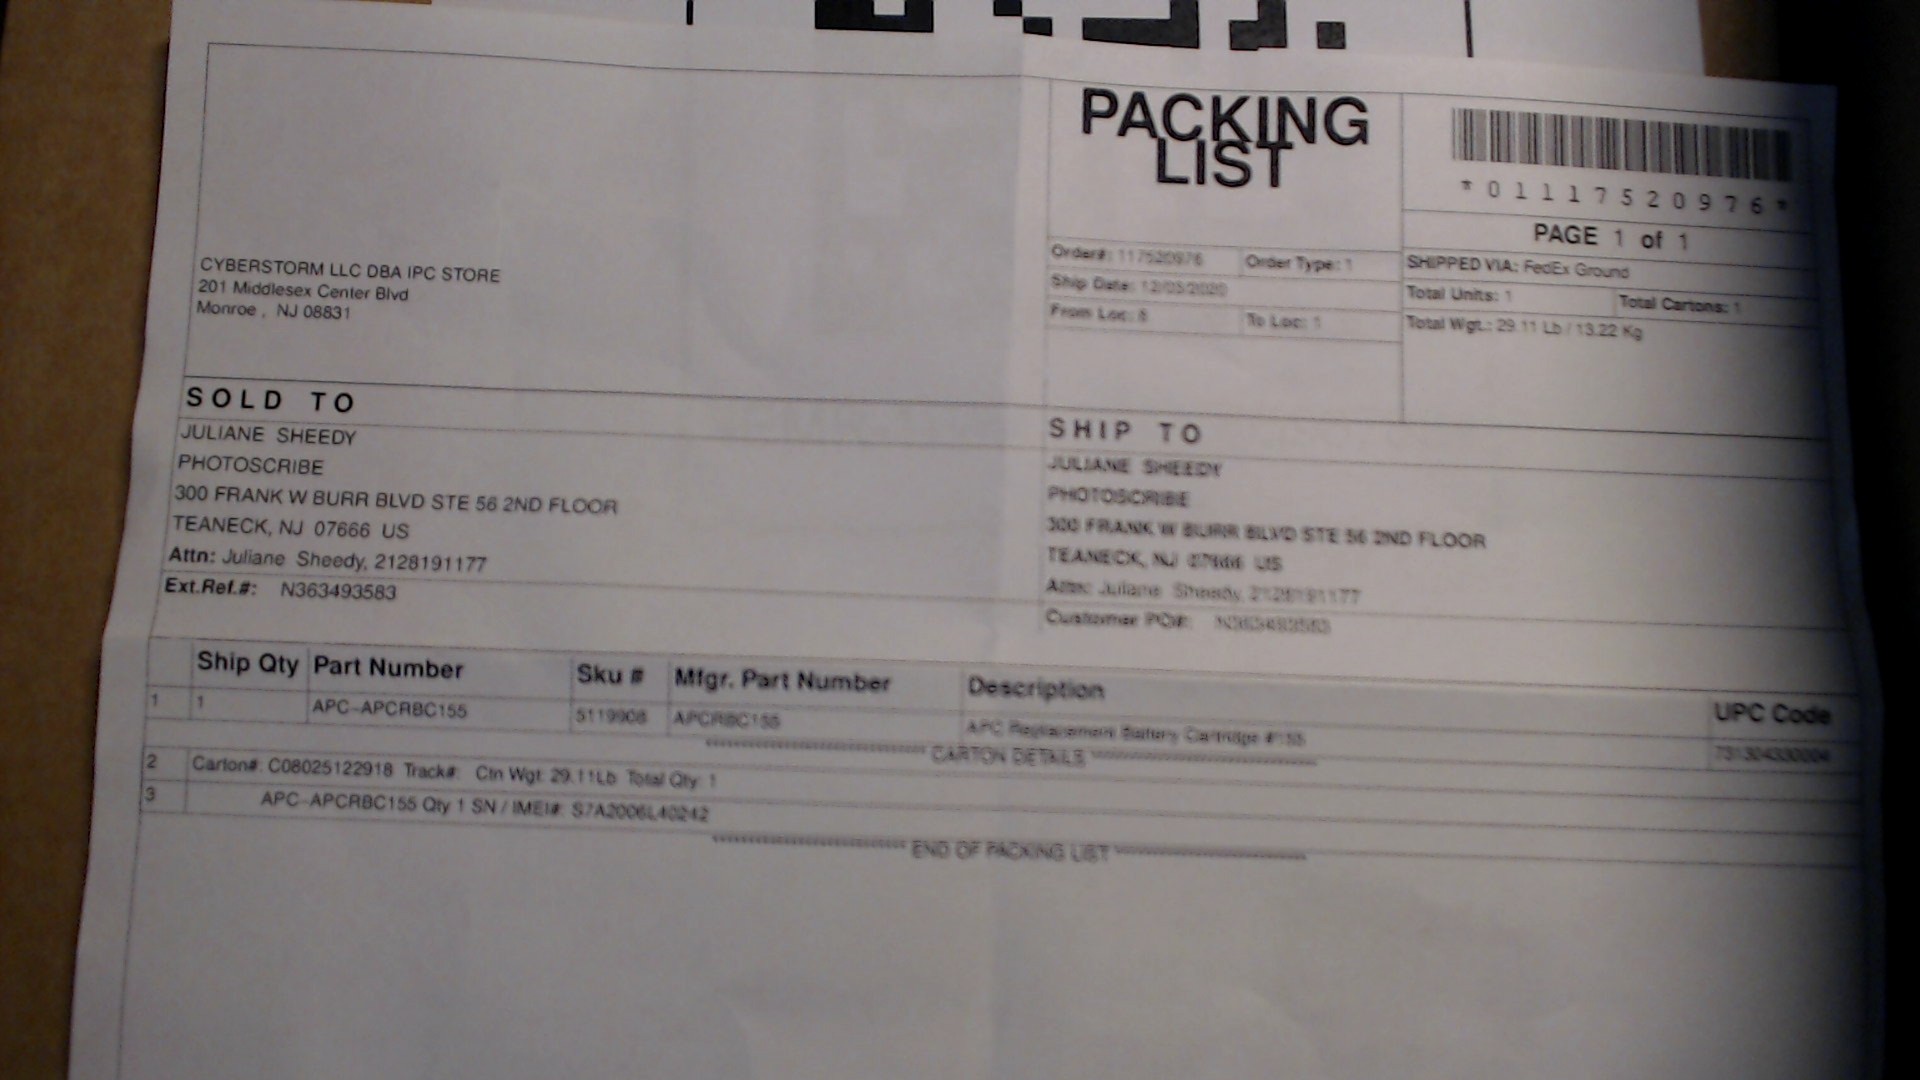 PACKING
LIST
*01117520976*
PAGE 1 of 1
CYBERSTORM LLC DBA IPC STORE
201 Middlesex Center Blvd
Monroe , NJ 08831
Order#: 117520976 Order Type: 1
Ship Date: 12/03/2020
From Loc: 8 To Loc: 1
SHIPPED VIA: FedEx Ground
Total Units: 1 Total Cartons: 1
Total Wgt.: 29.11 Lb / 13.22 Kg
SOLD TO
JULIANE SHEEDY
PHOTOSCRIBE
300 FRANK W BURR BLVD STE 56 2ND FLOOR
TEANECK, NJ 07666 US
Attn: Juliane Sheedy, 2128191177
Ext.Ref.#: N363493583
SHIP TO
JULIANE SHEEDY
PHOTOSCRIBE
300 FRANK W BURR BLVD STE 56 2ND FLOOR
TEANECK, NJ 07666 US
Attn: Juliane Sheedy, 2128191177
Customer PO#: N363493583
Ship Qty Part Number Sku # Mfgr. Part Number Description UPC Code
1 1 APC-APCRBC155 5119908 APCRBC155 APC Replacement Battery Cartridge #155
CARTON DETAILS
2 Carton#: C08025122918 Track#: Ctn Wgt: 29.11Lb Total Qty: 1
3 APC-APCRBC155 Qty 1 SN / IMEI#: S7A2006L40242
END OF PACKING LIST